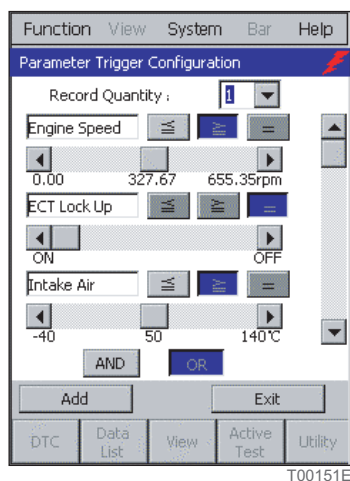 Function View System Bar Help
Parameter Trigger Configuration
Record Quantity : 1
Engine Speed ≦ ≧ =
0.00 327.67 655.35rpm
ECT Lock Up ≦ ≧ =
ON OFF
Intake Air ≦ ≧ =
-40 50 140℃
AND OR
Add Exit
DTC Data List View Active Test Utility
T00151E